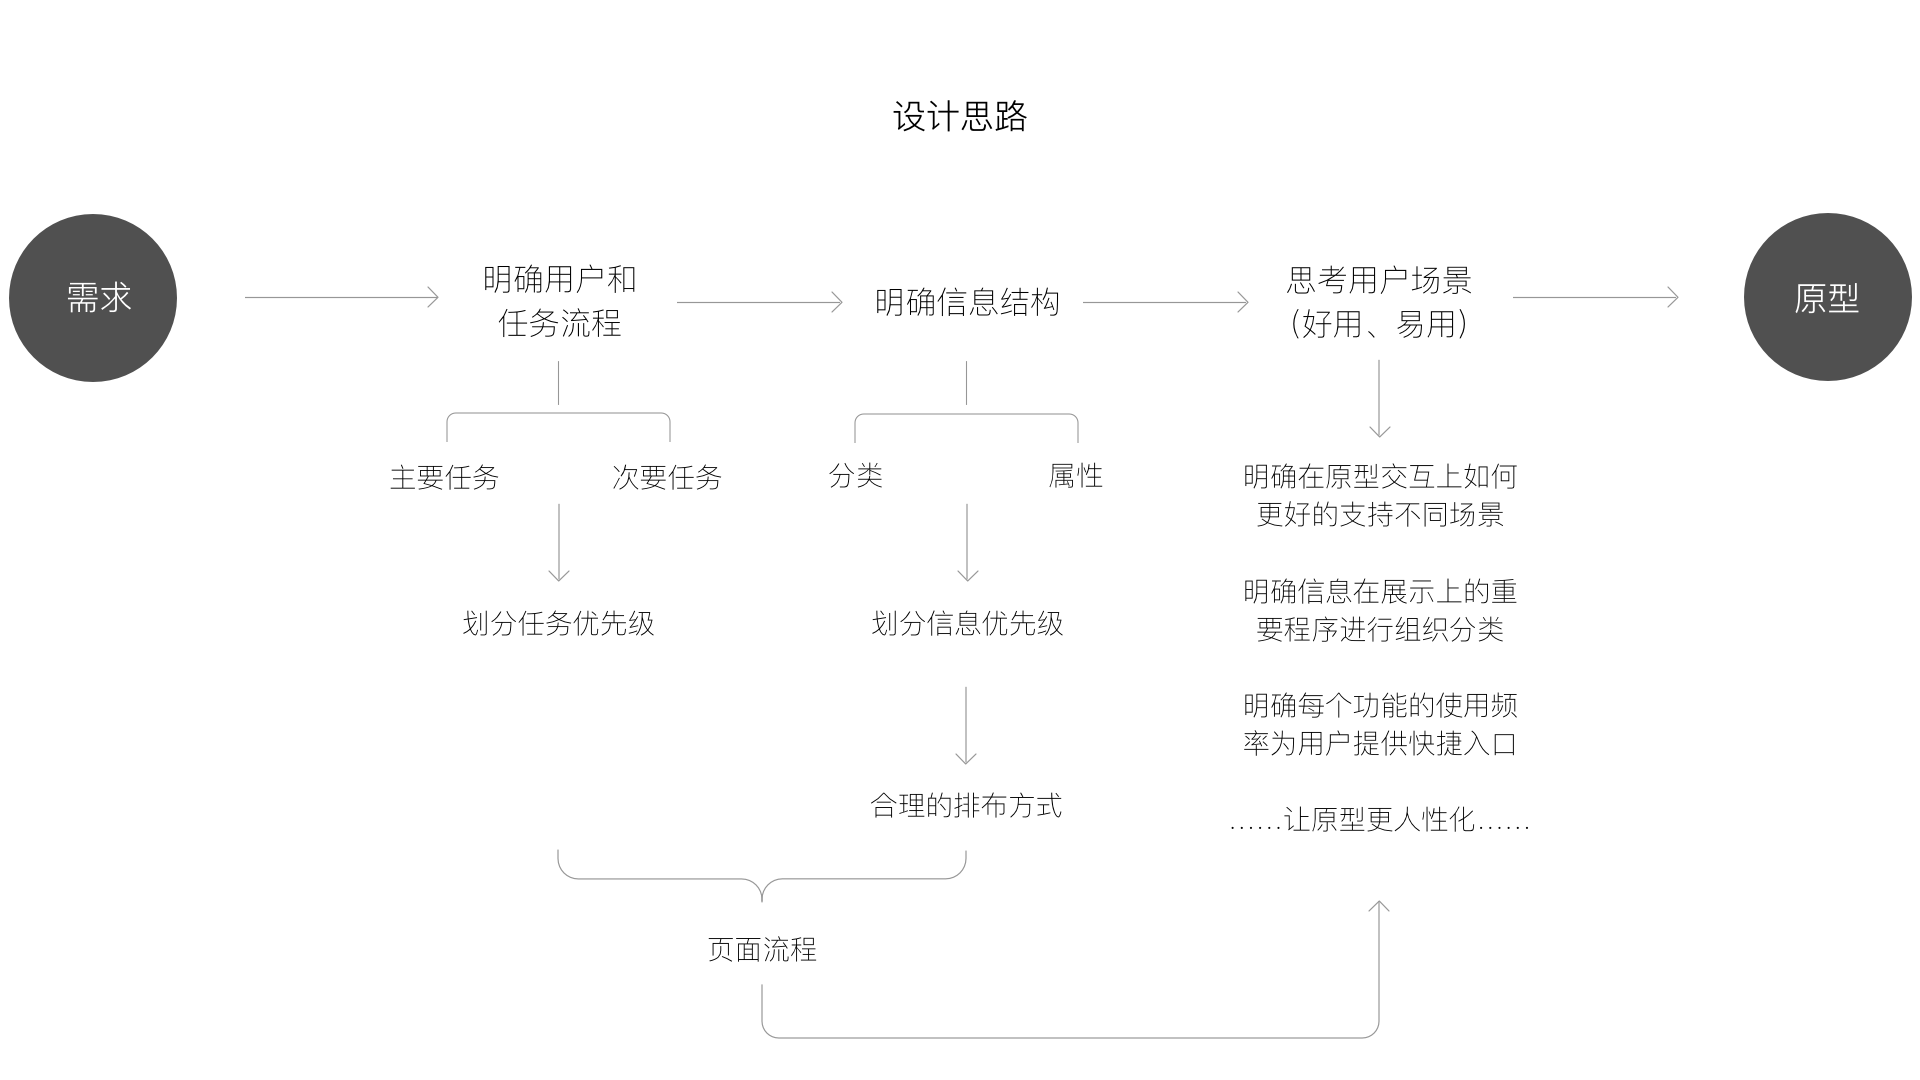 设计思路
需求
明确用户和
任务流程
明确信息结构
思考用户场景
(好用、易用)
原型
主要任务
次要任务
分类
属性
划分任务优先级
划分信息优先级
合理的排布方式
页面流程
明确在原型交互上如何
更好的支持不同场景
明确信息在展示上的重
要程序进行组织分类
明确每个功能的使用频
率为用户提供快捷入口
......让原型更人性化......